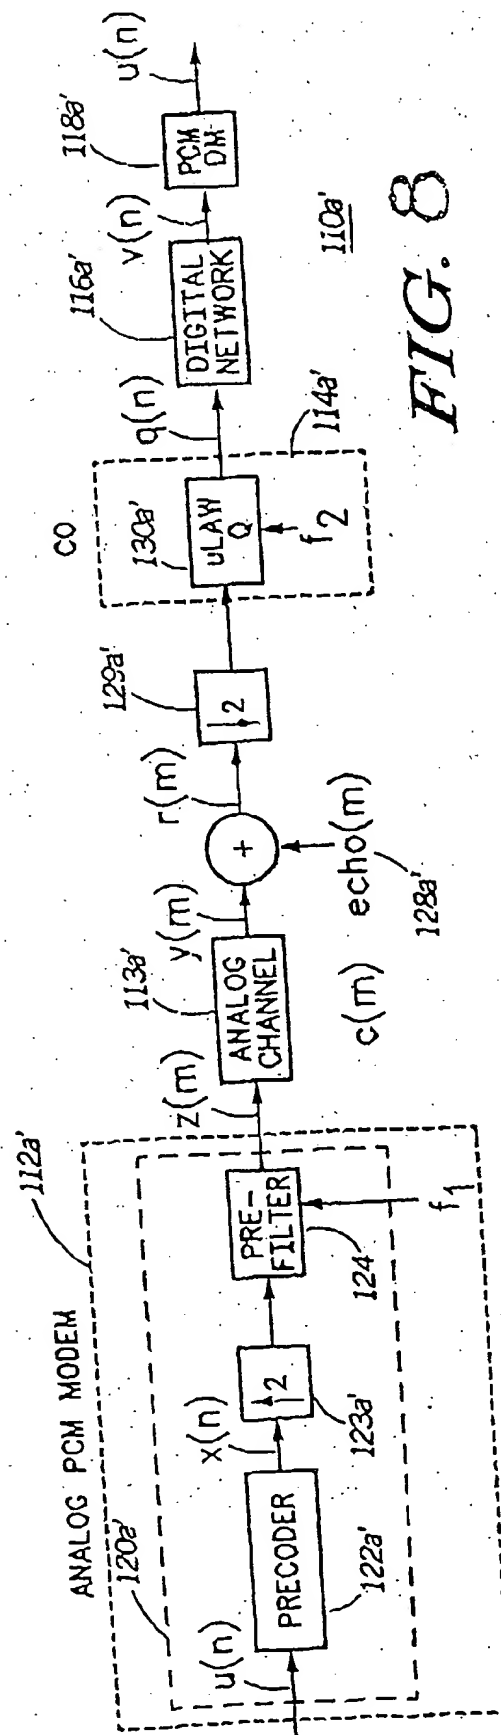 ANALOG PCM MODEM
112a'
120a'
u(n)
PRECODER
122a'
x(n)
2
123a'
PRE-
FILTER
124
f1
z(m)
113a'
ANALOG
CHANNEL
c(m)
y(m)
+
echo(m)
128a'
r(m)
129a'
2
CO
130a'
uLAW
Q
f2
114a'
q(n)
116a'
DIGITAL
NETWORK
v(n)
118a'
PCM
DM
u(n)
110a'
FIG. 8